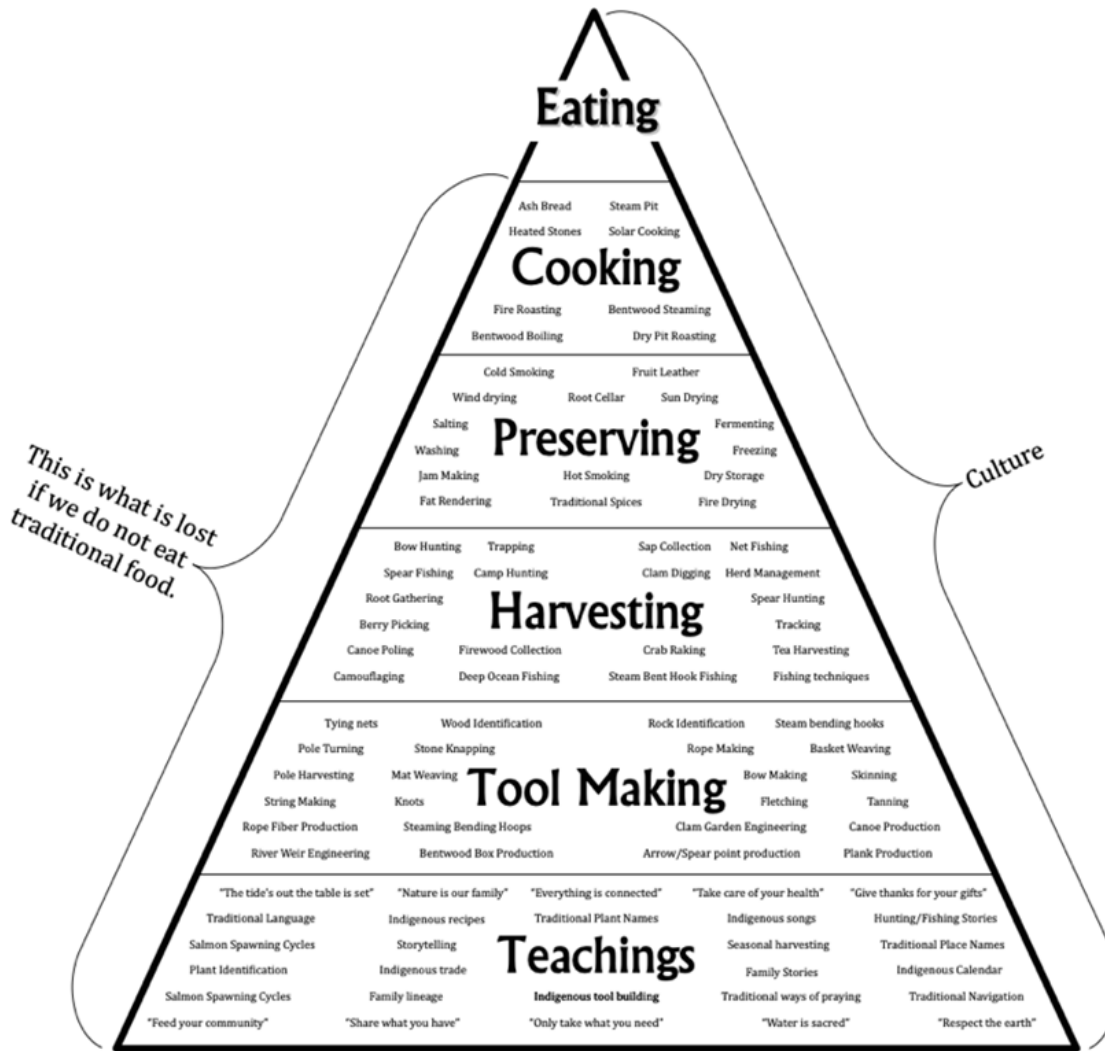 Eating
Ash Bread Steam Pit
Heated Stones Solar Cooking
Cooking
Fire Roasting Bentwood Steaming
Bentwood Boiling Dry Pit Roasting
Cold Smoking Fruit Leather
Wind drying Root Cellar Sun Drying
Salting Fermenting
Preserving
Washing Freezing
Jam Making Hot Smoking Dry Storage
Fat Rendering Traditional Spices Fire Drying
Bow Hunting Trapping Sap Collection Net Fishing
Spear Fishing Camp Hunting Clam Digging Herd Management
Root Gathering Spear Hunting
Harvesting
Berry Picking Tracking
Canoe Poling Firewood Collection Crab Raking Tea Harvesting
Camouflaging Deep Ocean Fishing Steam Bent Hook Fishing Fishing techniques
Tying nets Wood Identification Rock Identification Steam bending hooks
Pole Turning Stone Knapping Rope Making Basket Weaving
Pole Harvesting Mat Weaving Bow Making Skinning
Tool Making
String Making Knots Fletching Tanning
Rope Fiber Production Steaming Bending Hoops Clam Garden Engineering Canoe Production
River Weir Engineering Bentwood Box Production Arrow/Spear point production Plank Production
"The tide's out the table is set" "Nature is our family" "Everything is connected" "Take care of your health" "Give thanks for your gifts"
Traditional Language Indigenous recipes Traditional Plant Names Indigenous songs Hunting/Fishing Stories
Salmon Spawning Cycles Storytelling Seasonal harvesting Traditional Place Names
Teachings
Plant Identification Indigenous trade Family Stories Indigenous Calendar
Salmon Spawning Cycles Family lineage Indigenous tool building Traditional ways of praying Traditional Navigation
"Feed your community" "Share what you have" "Only take what you need" "Water is sacred" "Respect the earth"
This is what is lost
if we do not eat
traditional food.
Culture